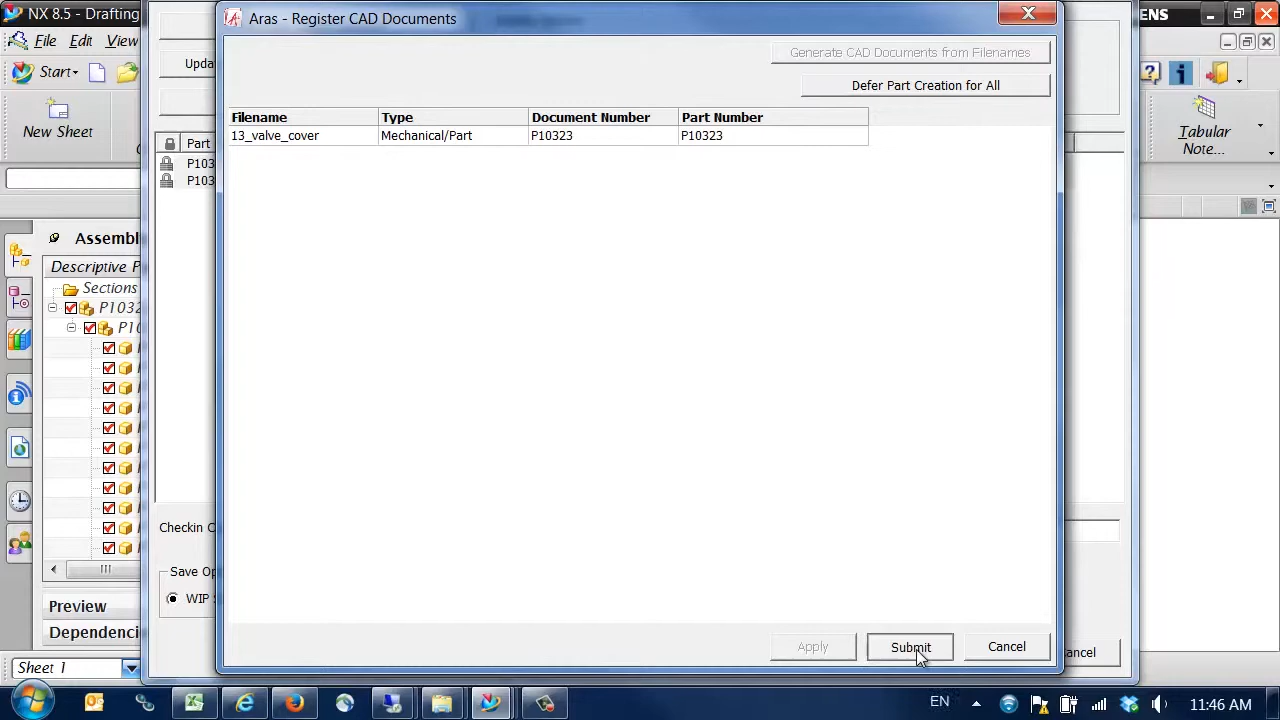 NX 8.5 - Drafting
Aras - Register CAD Documents
ENS
File Edit View
Generate CAD Documents from Filenames
Start
Upda
Defer Part Creation for All
Filename Type Document Number Part Number
13_valve_cover Mechanical/Part P10323 P10323
New Sheet
Tabular
Note...
Part
P103
P103
Assemb
Descriptive P
Sections
P1032
P10
Checkin C
Save Op
WIP
Preview
Dependenci
Apply Submit Cancel
ancel
Sheet 1
EN
11:46 AM